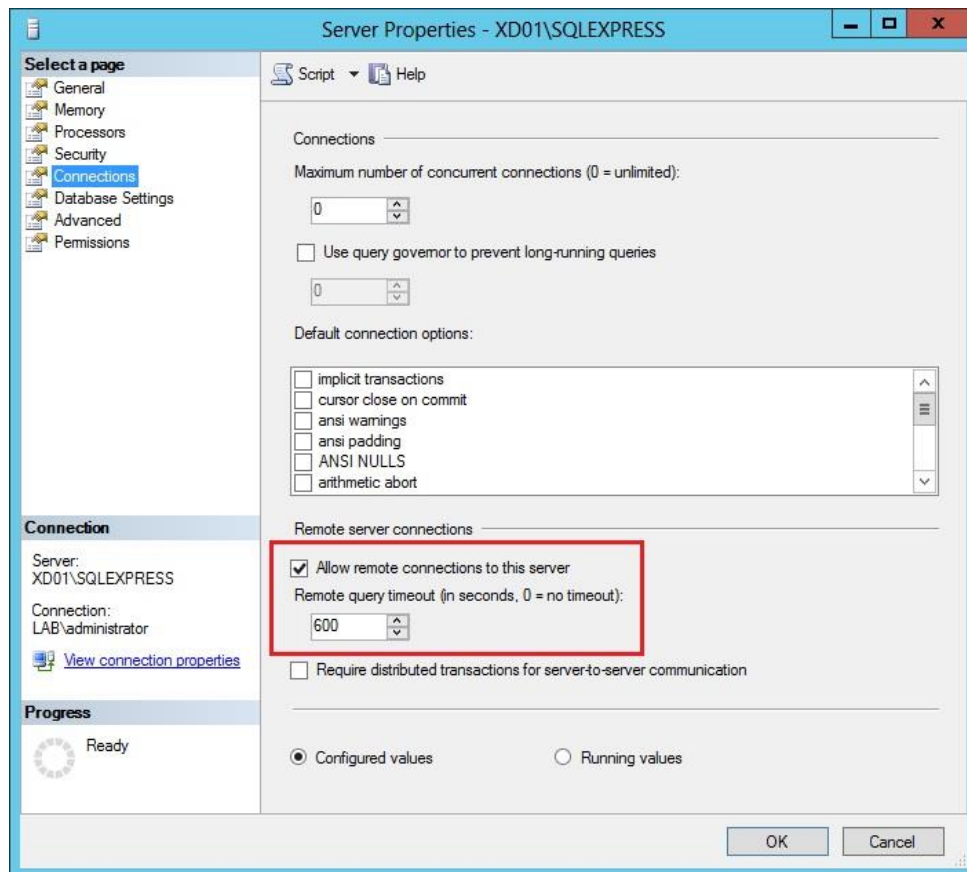 Server Properties - XD01\SQLEXPRESS
Select a page
General
Memory
Processors
Security
Connections
Database Settings
Advanced
Permissions
Connection
Server:
XD01\SQLEXPRESS
Connection:
LAB\administrator
View connection properties
Progress
Ready
Script
Help
Connections
Maximum number of concurrent connections (0 = unlimited):
0
Use query governor to prevent long-running queries
0
Default connection options:
implicit transactions
cursor close on commit
ansi warnings
ansi padding
ANSI NULLS
arithmetic abort
Remote server connections
Allow remote connections to this server
Remote query timeout (in seconds, 0 = no timeout):
600
Require distributed transactions for server-to-server communication
Configured values
Running values
OK
Cancel